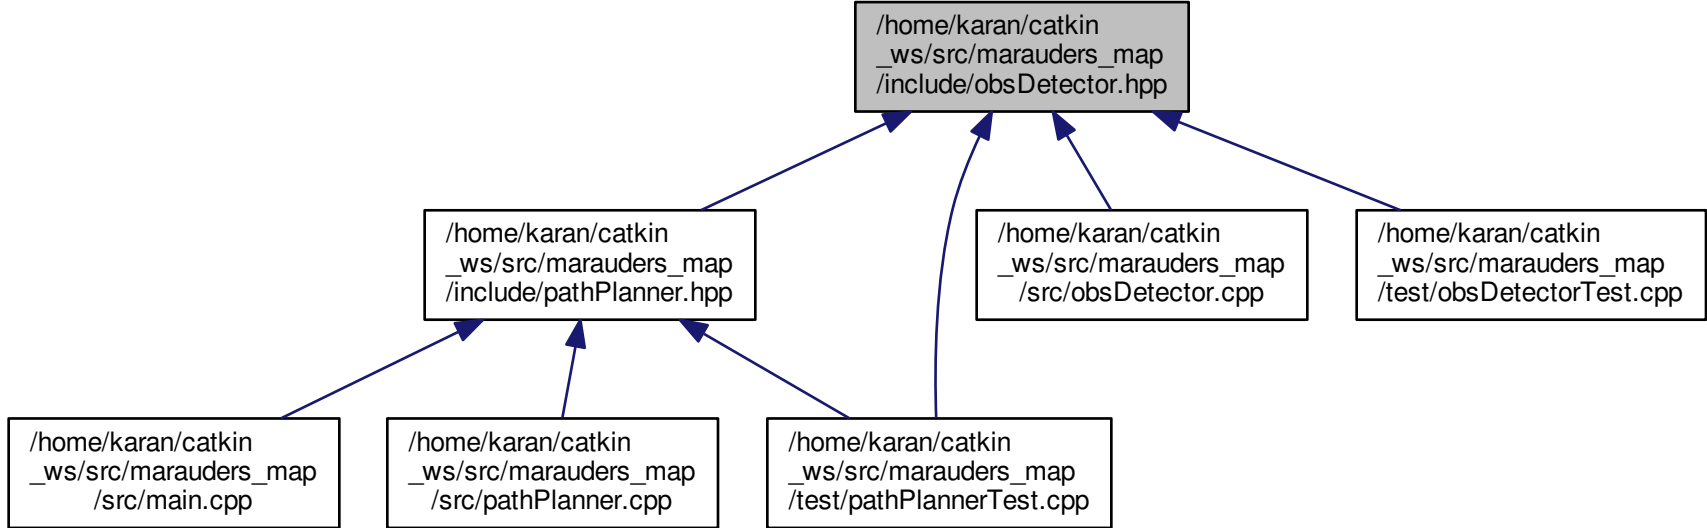 /home/karan/catkin
_ws/src/marauders_map
/include/obsDetector.hpp
/home/karan/catkin
_ws/src/marauders_map
/include/pathPlanner.hpp
/home/karan/catkin
_ws/src/marauders_map
/src/obsDetector.cpp
/home/karan/catkin
_ws/src/marauders_map
/test/obsDetectorTest.cpp
/home/karan/catkin
_ws/src/marauders_map
/src/main.cpp
/home/karan/catkin
_ws/src/marauders_map
/src/pathPlanner.cpp
/home/karan/catkin
_ws/src/marauders_map
/test/pathPlannerTest.cpp